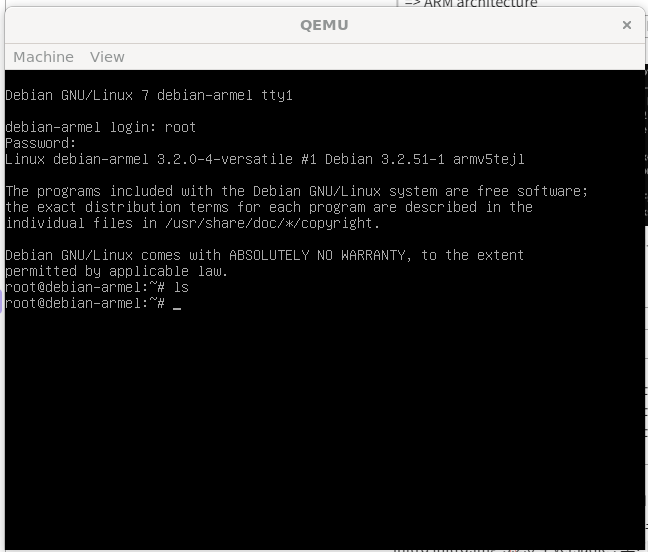 => ARM architecture
QEMU
Machine View
Debian GNU/Linux 7 debian-armel tty1
debian-armel login: root
Password:
Linux debian-armel 3.2.0-4-versatile #1 Debian 3.2.51-1 armv5tejl
The programs included with the Debian GNU/Linux system are free software;
the exact distribution terms for each program are described in the
individual files in /usr/share/doc/*/copyright.
Debian GNU/Linux comes with ABSOLUTELY NO WARRANTY, to the extent
permitted by applicable law.
root@debian-armel:~# ls
root@debian-armel:~# _